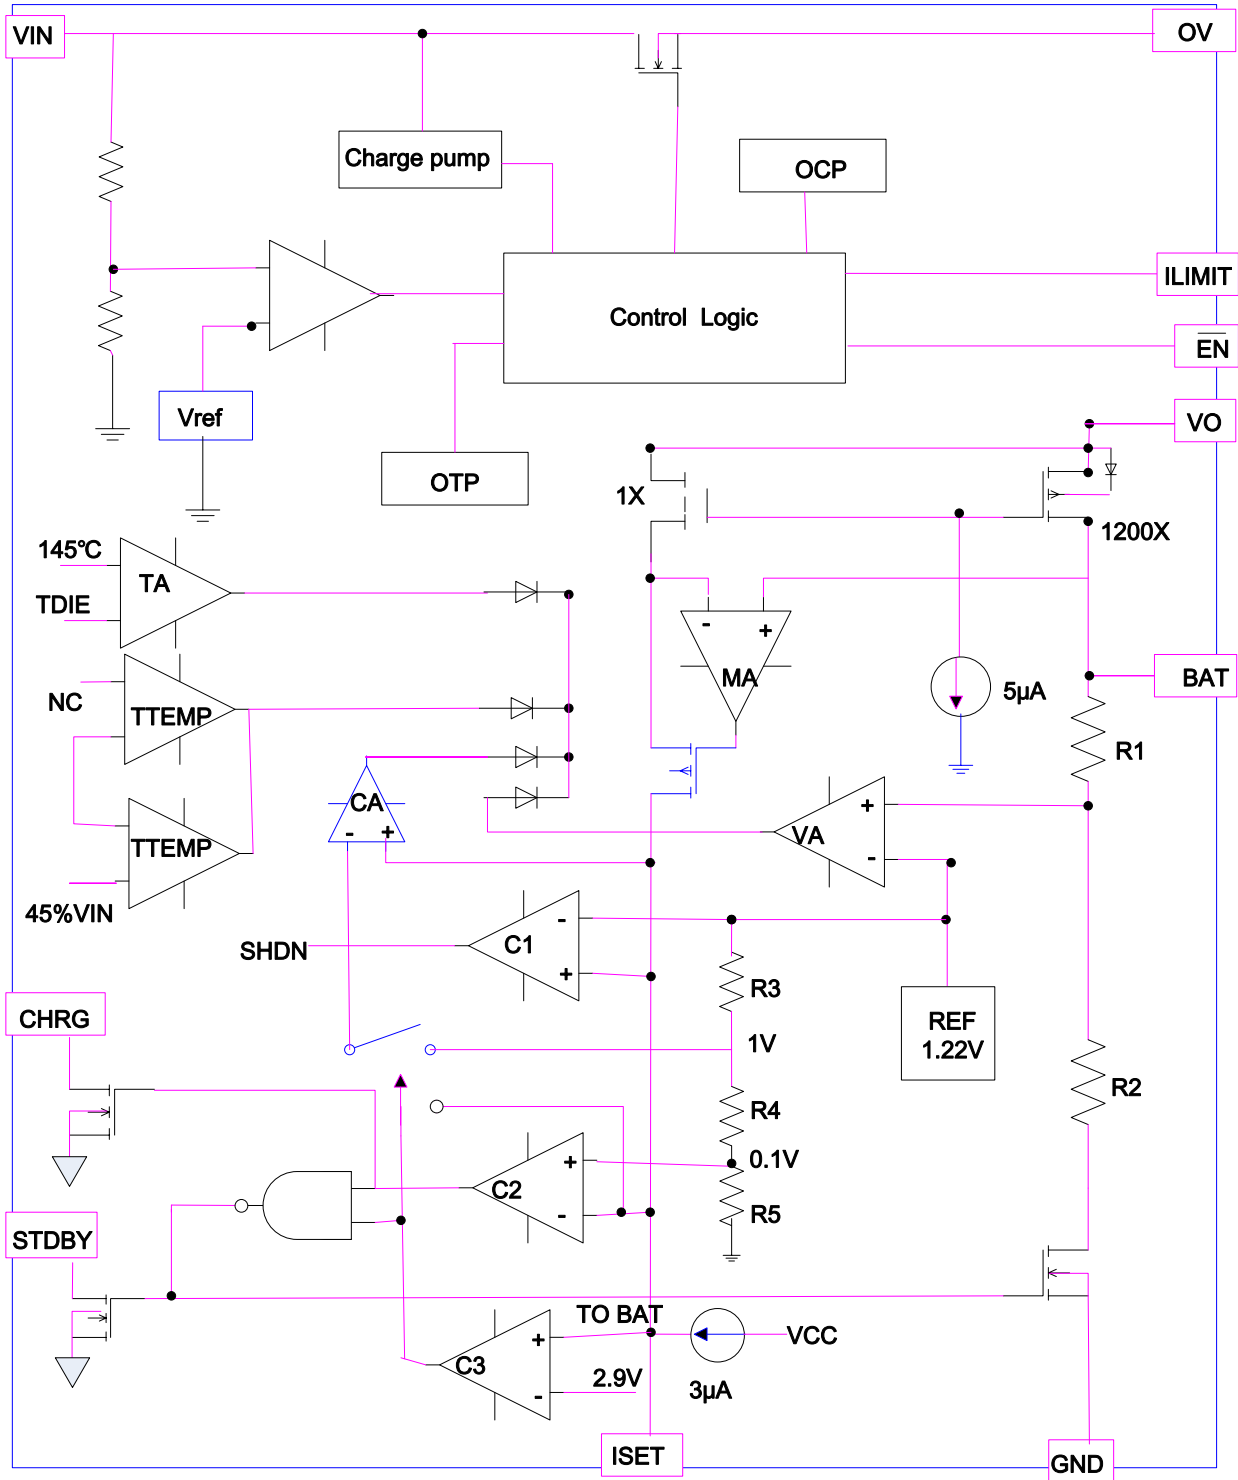 VIN
OV
Charge pump
OCP
ILIMIT
Control Logic
EN
Vref
VO
OTP
1X
1200X
145℃
TA
TDIE
- +
MA
BAT
NC
TTEMP
5μA
R1
CA
- +
+
VA
-
TTEMP
45%VIN
-
C1
+
SHDN
R3
REF
1.22V
CHRG
1V
R4
R2
+
0.1V
C2
-
R5
STDBY
TO BAT
+
C3
-
2.9V
VCC
3μA
ISET
GND